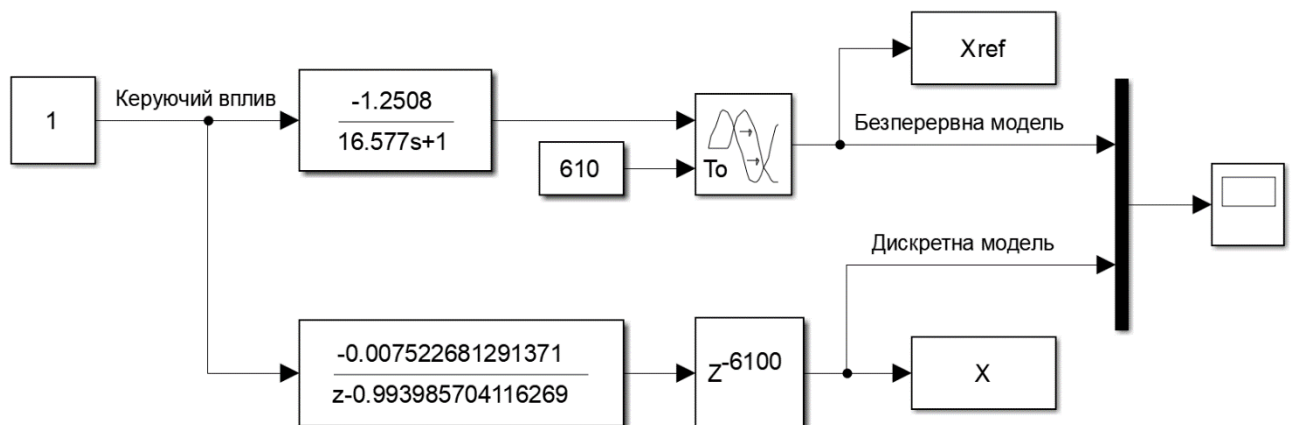 Xref
1
Керуючий вплив
-1.2508
16.577s+1
Безперервна модель
610
To
Дискретна модель
-0.007522681291371
z-0.993985704116269
Z-6100
X